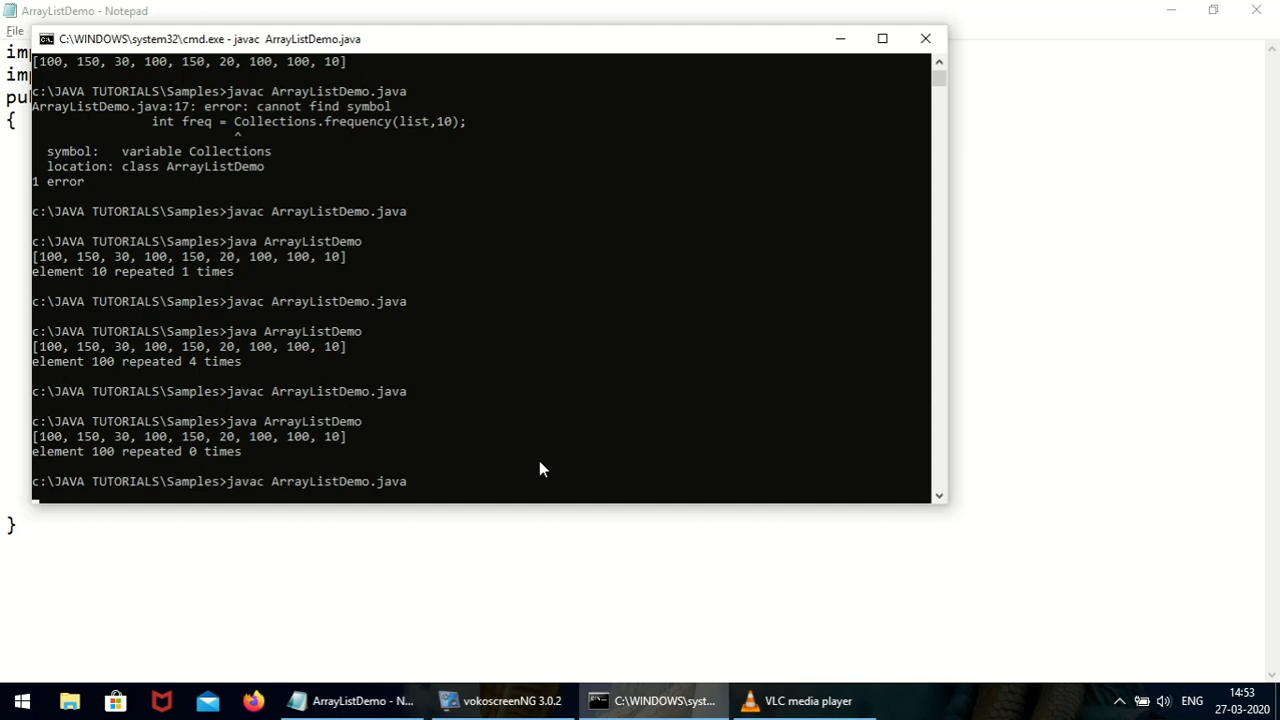 ArrayListDemo - Notepad
File
C:\WINDOWS\system32\cmd.exe - javac  ArrayListDemo.java
im
im
pu
{
[100, 150, 30, 100, 150, 20, 100, 100, 10]
c:\JAVA TUTORIALS\Samples>javac ArrayListDemo.java
ArrayListDemo.java:17: error: cannot find symbol
                int freq = Collections.frequency(list,10);
                           ^
  symbol:   variable Collections
  location: class ArrayListDemo
1 error
c:\JAVA TUTORIALS\Samples>javac ArrayListDemo.java
c:\JAVA TUTORIALS\Samples>java ArrayListDemo
[100, 150, 30, 100, 150, 20, 100, 100, 10]
element 10 repeated 1 times
c:\JAVA TUTORIALS\Samples>javac ArrayListDemo.java
c:\JAVA TUTORIALS\Samples>java ArrayListDemo
[100, 150, 30, 100, 150, 20, 100, 100, 10]
element 100 repeated 4 times
c:\JAVA TUTORIALS\Samples>javac ArrayListDemo.java
c:\JAVA TUTORIALS\Samples>java ArrayListDemo
[100, 150, 30, 100, 150, 20, 100, 100, 10]
element 100 repeated 0 times
c:\JAVA TUTORIALS\Samples>javac ArrayListDemo.java
}
ArrayListDemo - N...
vokoscreenNG 3.0.2
C:\WINDOWS\syst...
VLC media player
ENG
14:53
27-03-2020